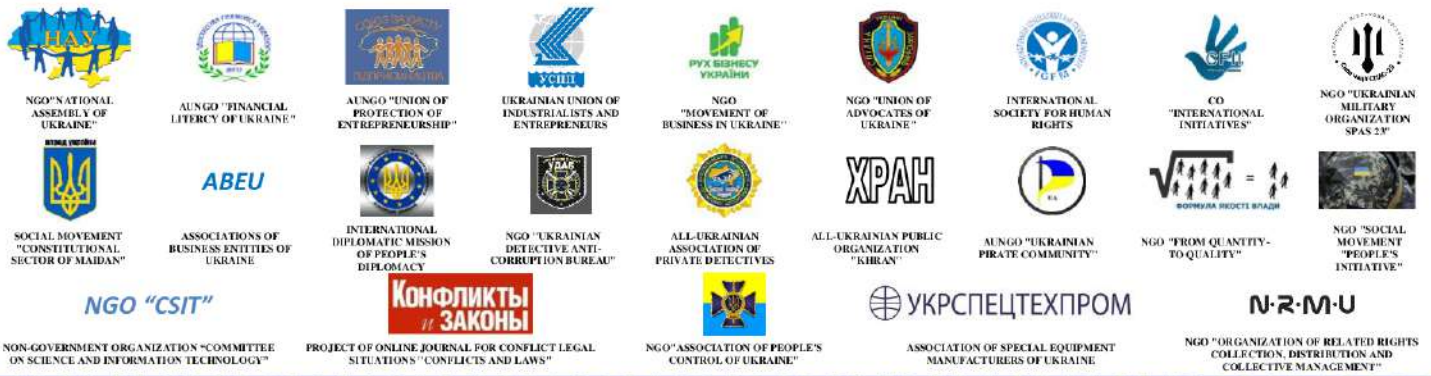 НАУ
NGO"NATIONAL
ASSEMBLY OF
UKRAINE"
AUNGO "FINANCIAL
LITERCY OF UKRAINE"
СОЮЗ ЗАХИСТУ
ПІДПРИЄМНИЦТВА
AUNGO "UNION OF
PROTECTION OF
ENTREPRENEURSHIP"
УСПП
UKRAINIAN UNION OF
INDUSTRIALISTS AND
ENTREPRENEURS
РУХ БІЗНЕСУ
УКРАЇНИ
NGO
"MOVEMENT OF
BUSINESS IN UKRAINE"
NGO "UNION OF
ADVOCATES OF
UKRAINE"
IGFM
INTERNATIONAL
SOCIETY FOR HUMAN
RIGHTS
CO
"INTERNATIONAL
INITIATIVES"
NGO "UKRAINIAN
MILITARY
ORGANIZATION
SPAS 23"
SOCIAL MOVEMENT
"CONSTITUTIONAL
SECTOR OF MAIDAN"
ABEU
ASSOCIATIONS OF
BUSINESS ENTITIES OF
UKRAINE
INTERNATIONAL
DIPLOMATIC MISSION
OF PEOPLE'S
DIPLOMACY
УДАБ
NGO "UKRAINIAN
DETECTIVE ANTI-
CORRUPTION BUREAU"
ALL-UKRAINIAN
ASSOCIATION OF
PRIVATE DETECTIVES
ХРАН
ALL-UKRAINIAN PUBLIC
ORGANIZATION
"KHRAN"
UA
AUNGO "UKRAINIAN
PIRATE COMMUNITY"
=
ФОРМУЛА ЯКОСТІ ВЛАДИ
NGO "FROM QUANTITY-
TO-QUALITY"
NGO "SOCIAL
MOVEMENT
"PEOPLE'S
INITIATIVE"
NGO "CSIT"
NON-GOVERNMENT ORGANIZATION "COMMITTEE
ON SCIENCE AND INFORMATION TECHNOLOGY"
КОНФЛИКТЫ
и ЗАКОНЫ
PROJECT OF ONLINE JOURNAL FOR CONFLICT LEGAL
SITUATIONS "CONFLICTS AND LAWS"
NGO"ASSOCIATION OF PEOPLE'S
CONTROL OF UKRAINE"
УКРСПЕЦТЕХПРОМ
ASSOCIATION OF SPECIAL EQUIPMENT
MANUFACTURERS OF UKRAINE
N·R·M·U
NGO "ORGANIZATION OF RELATED RIGHTS
COLLECTION, DISTRIBUTION AND
COLLECTIVE MANAGEMENT"